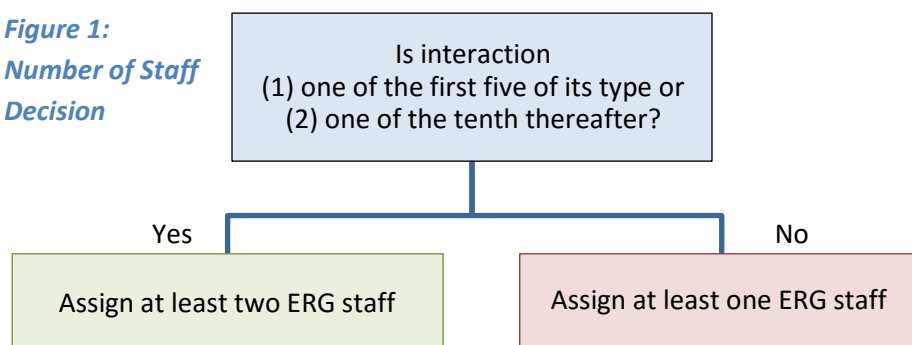 Figure 1:
Number of Staff
Decision
Is interaction
(1) one of the first five of its type or
(2) one of the tenth thereafter?
Yes
No
Assign at least two ERG staff
Assign at least one ERG staff